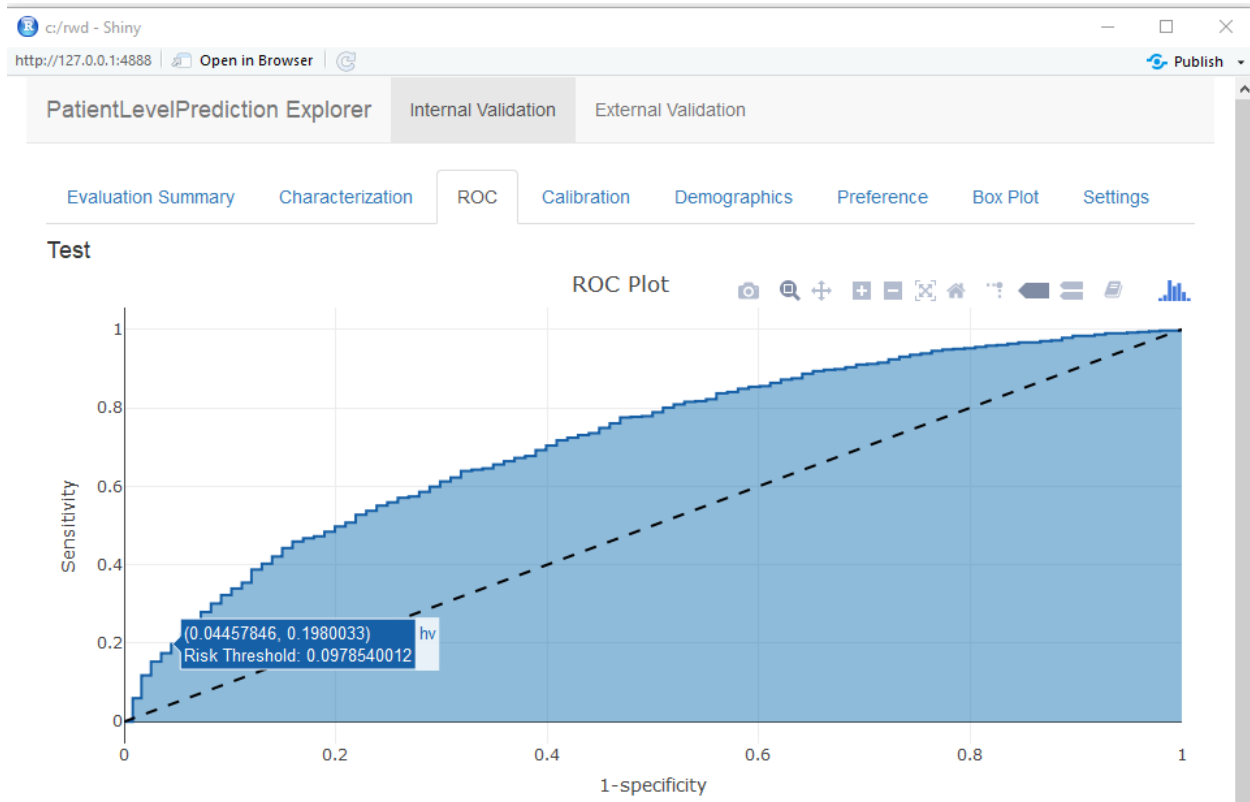 c:/rwd - Shiny
http://127.0.0.1:4888 Open in Browser Publish
PatientLevelPrediction Explorer Internal Validation External Validation
Evaluation Summary Characterization ROC Calibration Demographics Preference Box Plot Settings
Test
ROC Plot
1
0.8
0.6
0.4
0.2
0
Sensitivity
(0.04457846, 0.1980033) hv
Risk Threshold: 0.0978540012
0 0.2 0.4 0.6 0.8 1
1-specificity